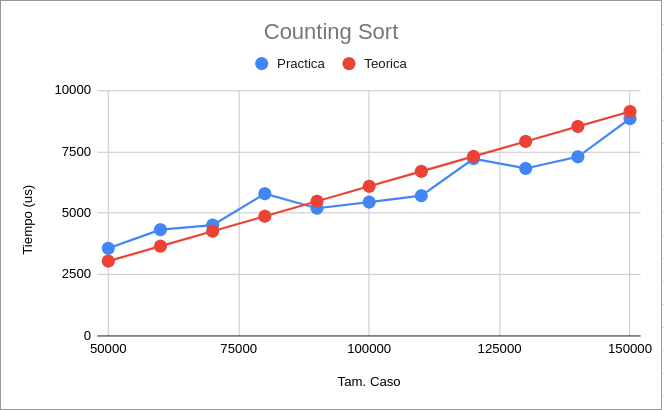 Counting Sort
Practica Teorica
10000
7500
5000
2500
0
Tiempo (us)
50000 75000 100000 125000 150000
Tam. Caso